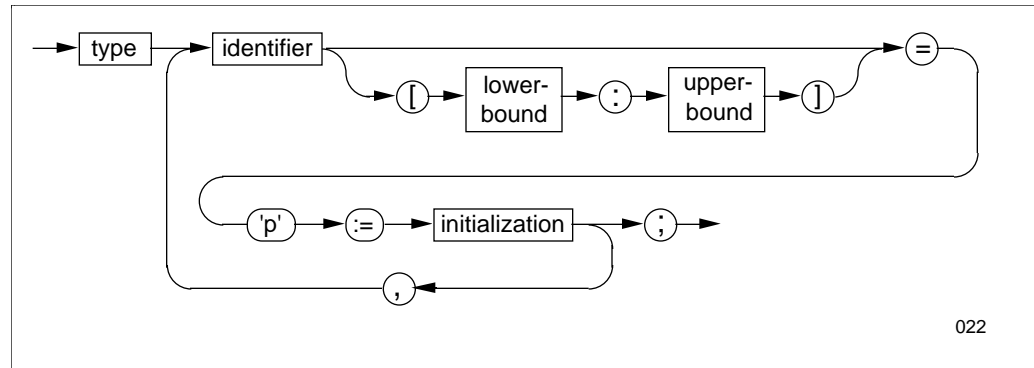 type identifier =
[ lower-bound : upper-bound ]
'p' := initialization ;
,
022